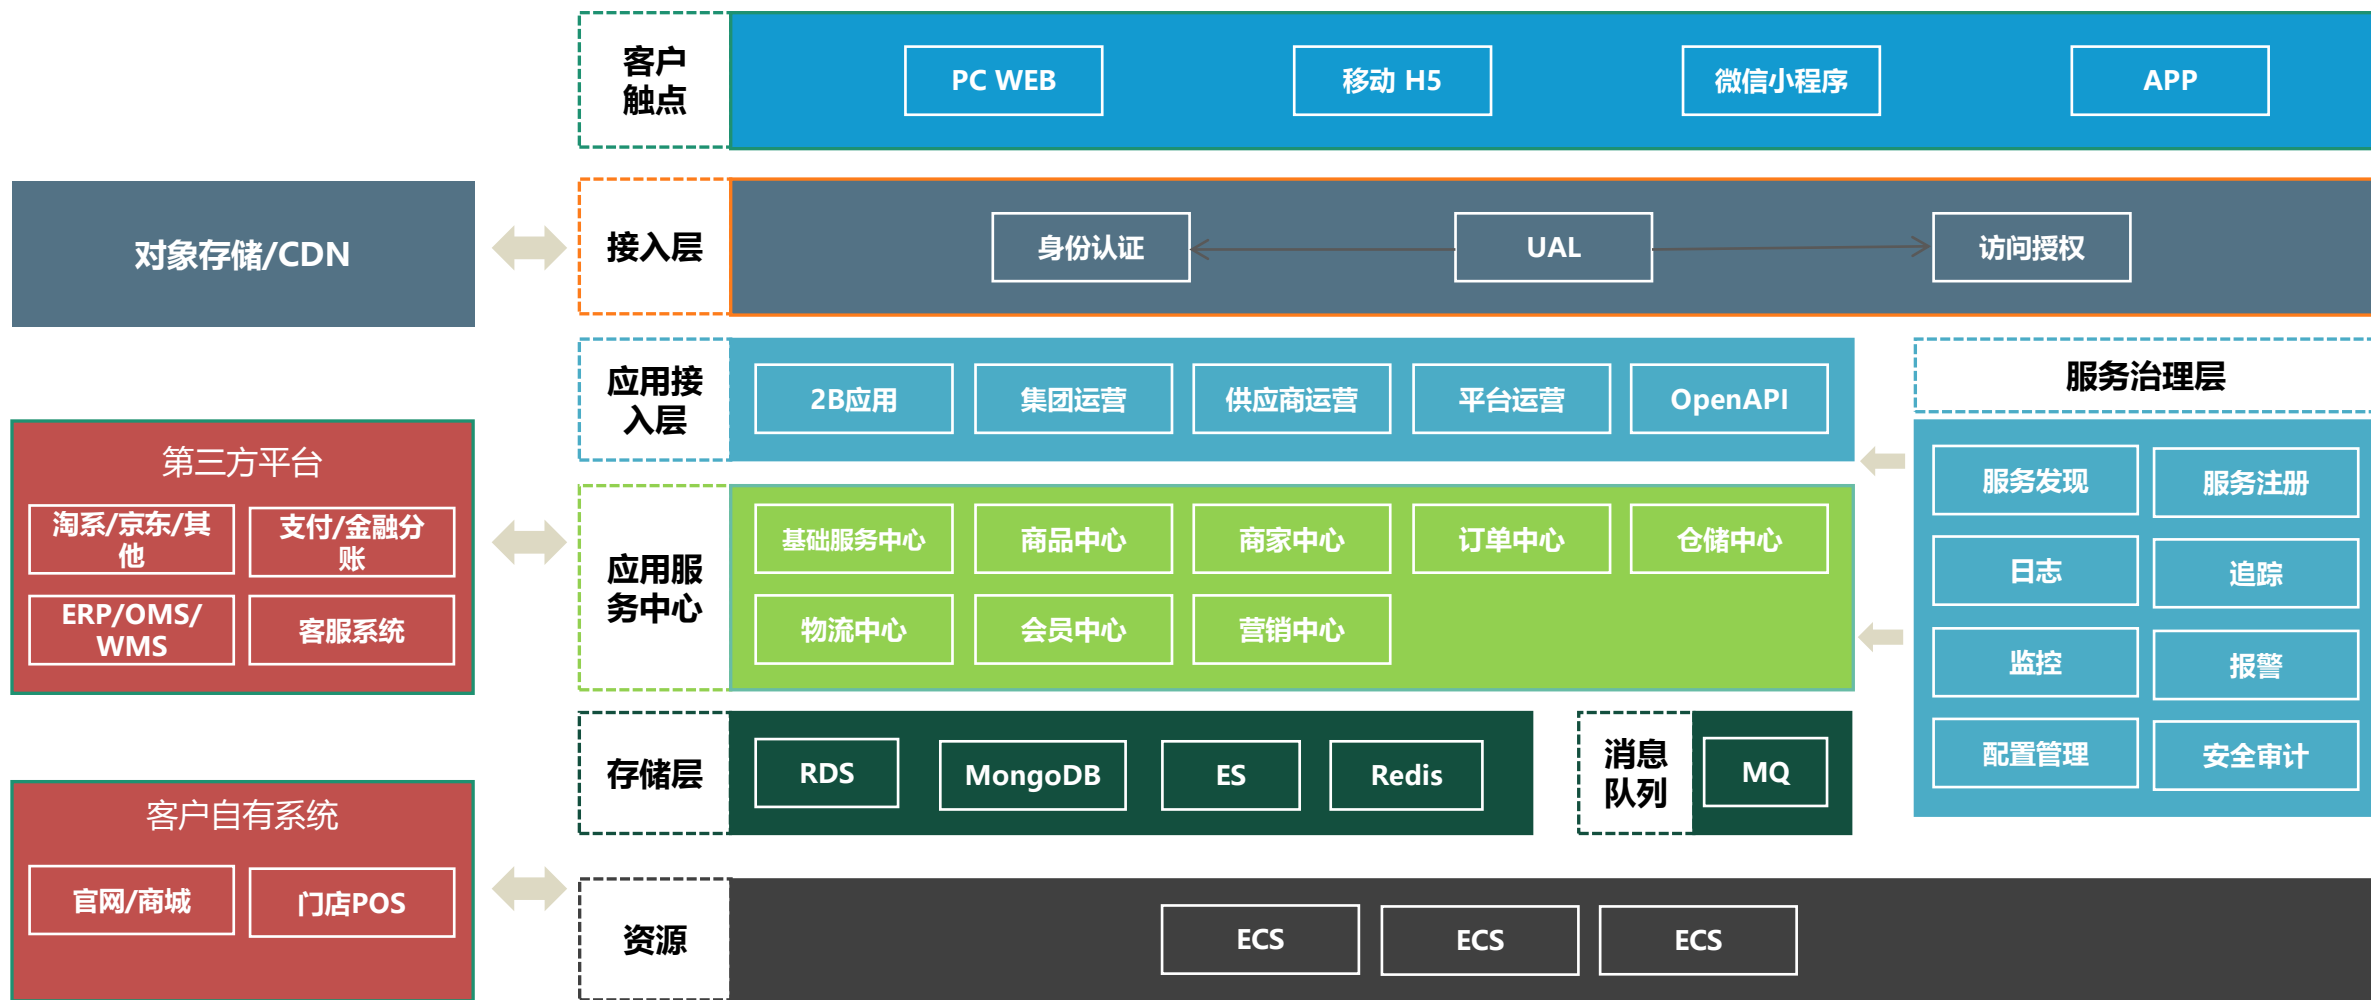 客户
触点
PC WEB
移动 H5
微信小程序
APP
对象存储/CDN
接入层
身份认证
UAL
访问授权
应用接
入层
2B应用
集团运营
供应商运营
平台运营
OpenAPI
服务治理层
服务发现
服务注册
日志
追踪
监控
报警
配置管理
安全审计
第三方平台
淘系/京东/其
他
支付/金融分
账
ERP/OMS/
WMS
客服系统
应用服
务中心
基础服务中心
商品中心
商家中心
订单中心
仓储中心
物流中心
会员中心
营销中心
存储层
RDS
MongoDB
ES
Redis
消息
队列
MQ
客户自有系统
官网/商城
门店POS
资源
ECS
ECS
ECS